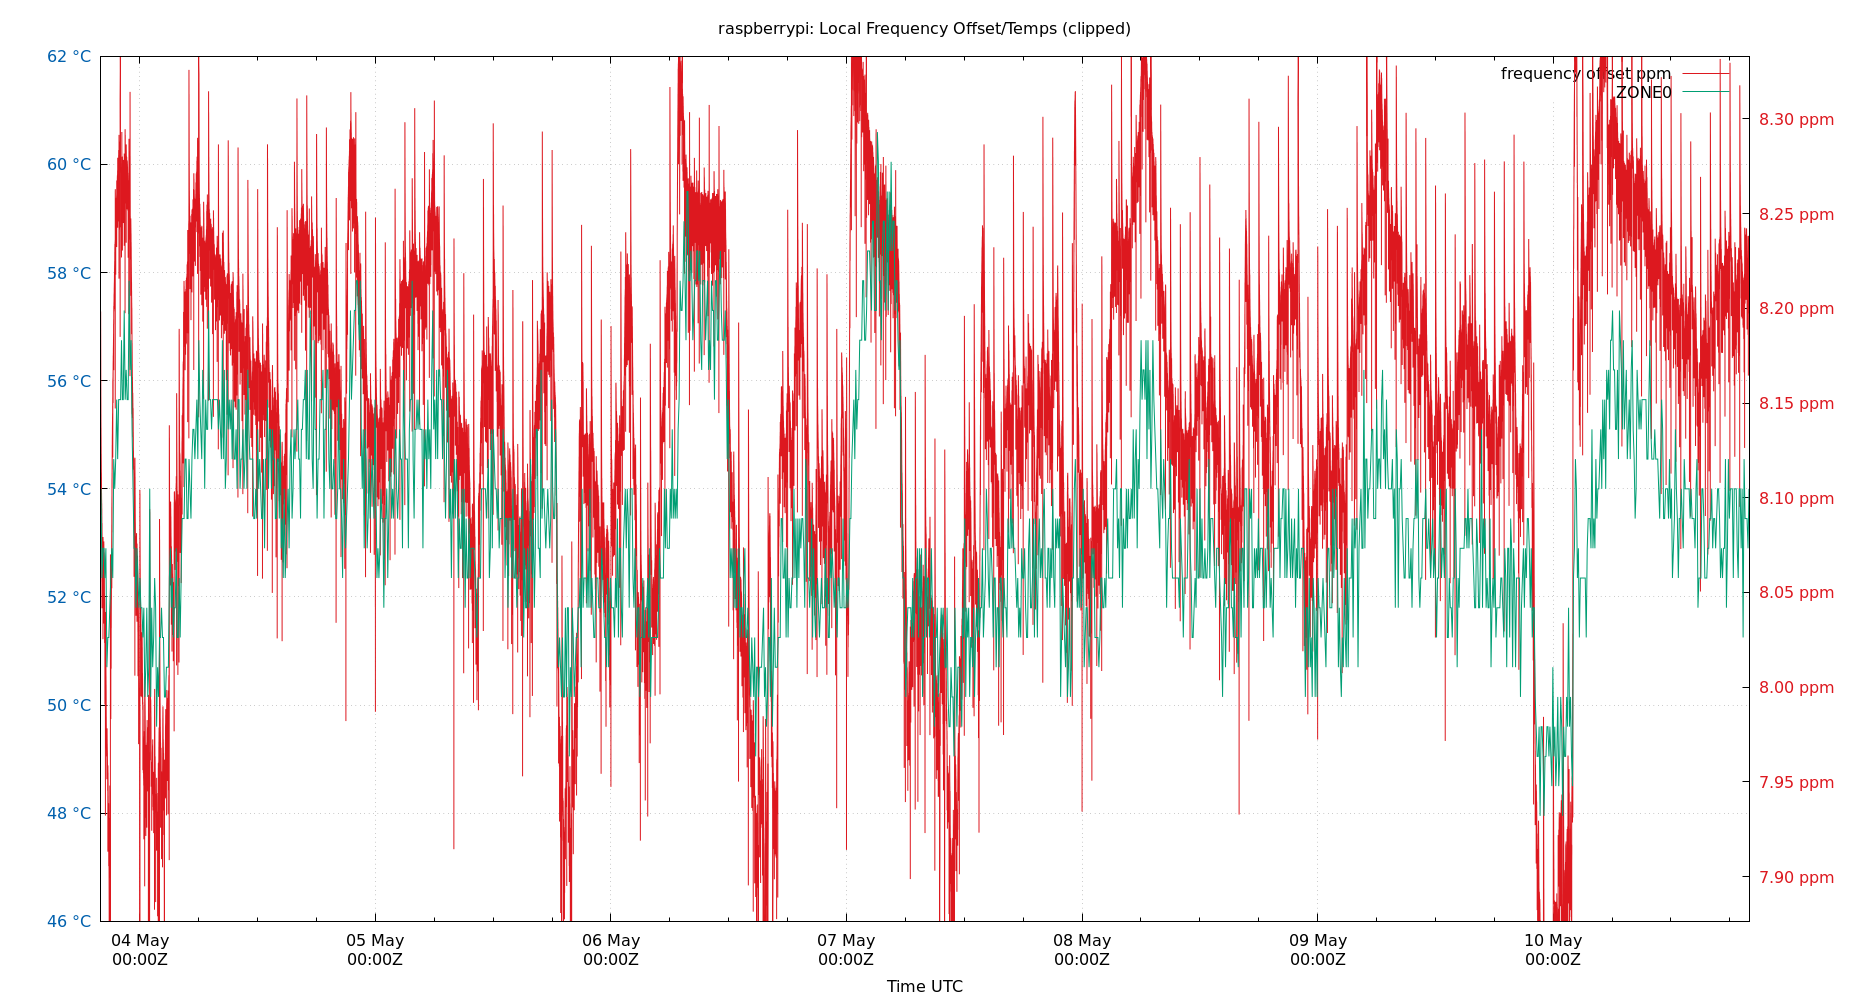 raspberrypi: Local Frequency Offset/Temps (clipped)
frequency offset ppm
ZONE0
62 °C
60 °C
58 °C
56 °C
54 °C
52 °C
50 °C
48 °C
46 °C
8.30 ppm
8.25 ppm
8.20 ppm
8.15 ppm
8.10 ppm
8.05 ppm
8.00 ppm
7.95 ppm
7.90 ppm
04 May
00:00Z
05 May
00:00Z
06 May
00:00Z
07 May
00:00Z
08 May
00:00Z
09 May
00:00Z
10 May
00:00Z
Time UTC